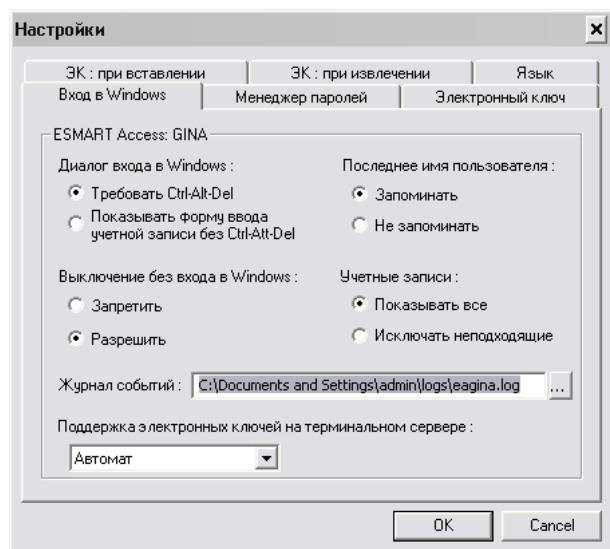 Настройки
ЭК : при вставлении
ЭК : при извлечении
Язык
Вход в Windows
Менеджер паролей
Электронный ключ
ESMART Access: GINA
Диалог входа в Windows :
Требовать Ctrl-Alt-Del
Показывать форму ввода
учетной записи без Ctrl-Att-Del
Последнее имя пользователя :
Запоминать
Не запоминать
Выключение без входа в Windows :
Запретить
Разрешить
Учетные записи :
Показывать все
Исключать неподходящие
Журнал событий :
C:\Documents and Settings\admin\logs\eagina.log
...
Поддержка электронных ключей на терминальном сервере :
Автомат
OK
Cancel